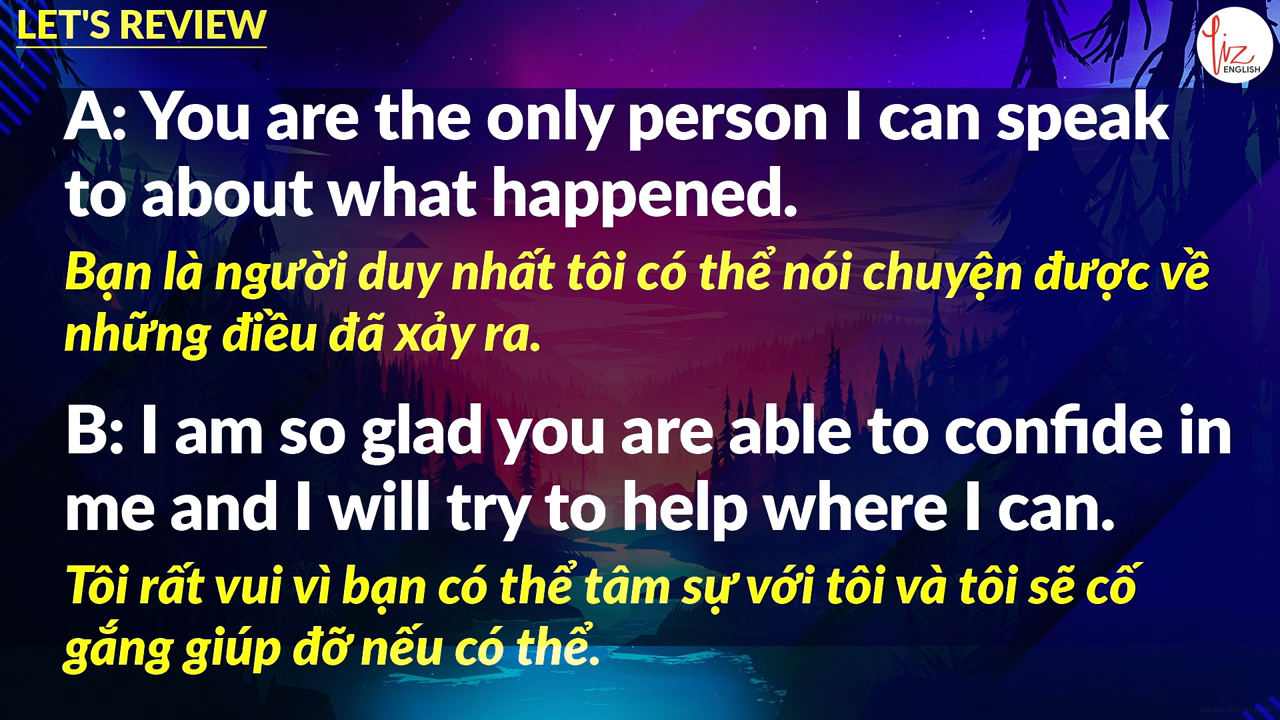 LET'S REVIEW
Liz
ENGLISH
A: You are the only person I can speak
to about what happened.
Bạn là người duy nhất tôi có thể nói chuyện được về
những điều đã xảy ra.
B: I am so glad you are able to confide in
me and I will try to help where I can.
Tôi rất vui vì bạn có thể tâm sự với tôi và tôi sẽ cố
gắng giúp đỡ nếu có thể.